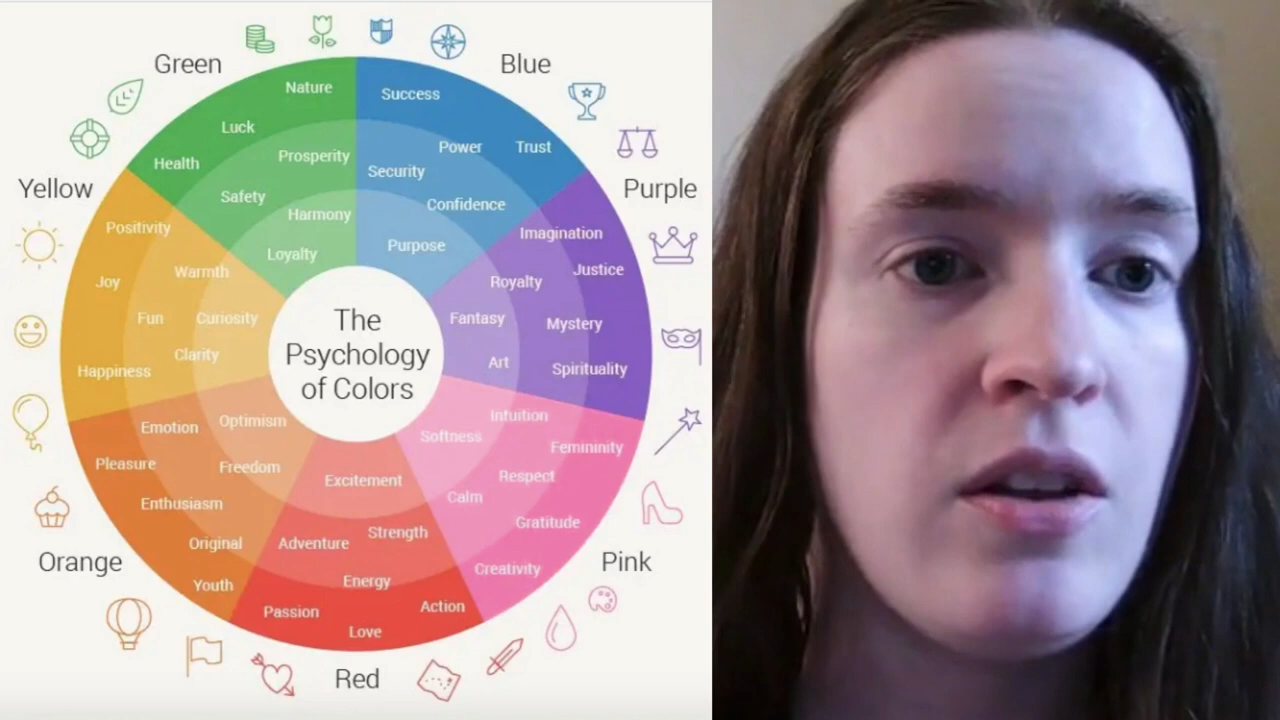 Green
Blue
Yellow
Purple
Orange
Pink
Red
The
Psychology
of Colors
Nature
Luck
Health
Prosperity
Safety
Harmony
Loyalty
Success
Power
Trust
Security
Confidence
Purpose
Imagination
Justice
Royalty
Fantasy
Mystery
Art
Spirituality
Intuition
Softness
Femininity
Respect
Calm
Gratitude
Creativity
Excitement
Strength
Adventure
Energy
Passion
Action
Love
Optimism
Emotion
Pleasure
Freedom
Enthusiasm
Original
Youth
Positivity
Warmth
Joy
Fun
Curiosity
Clarity
Happiness